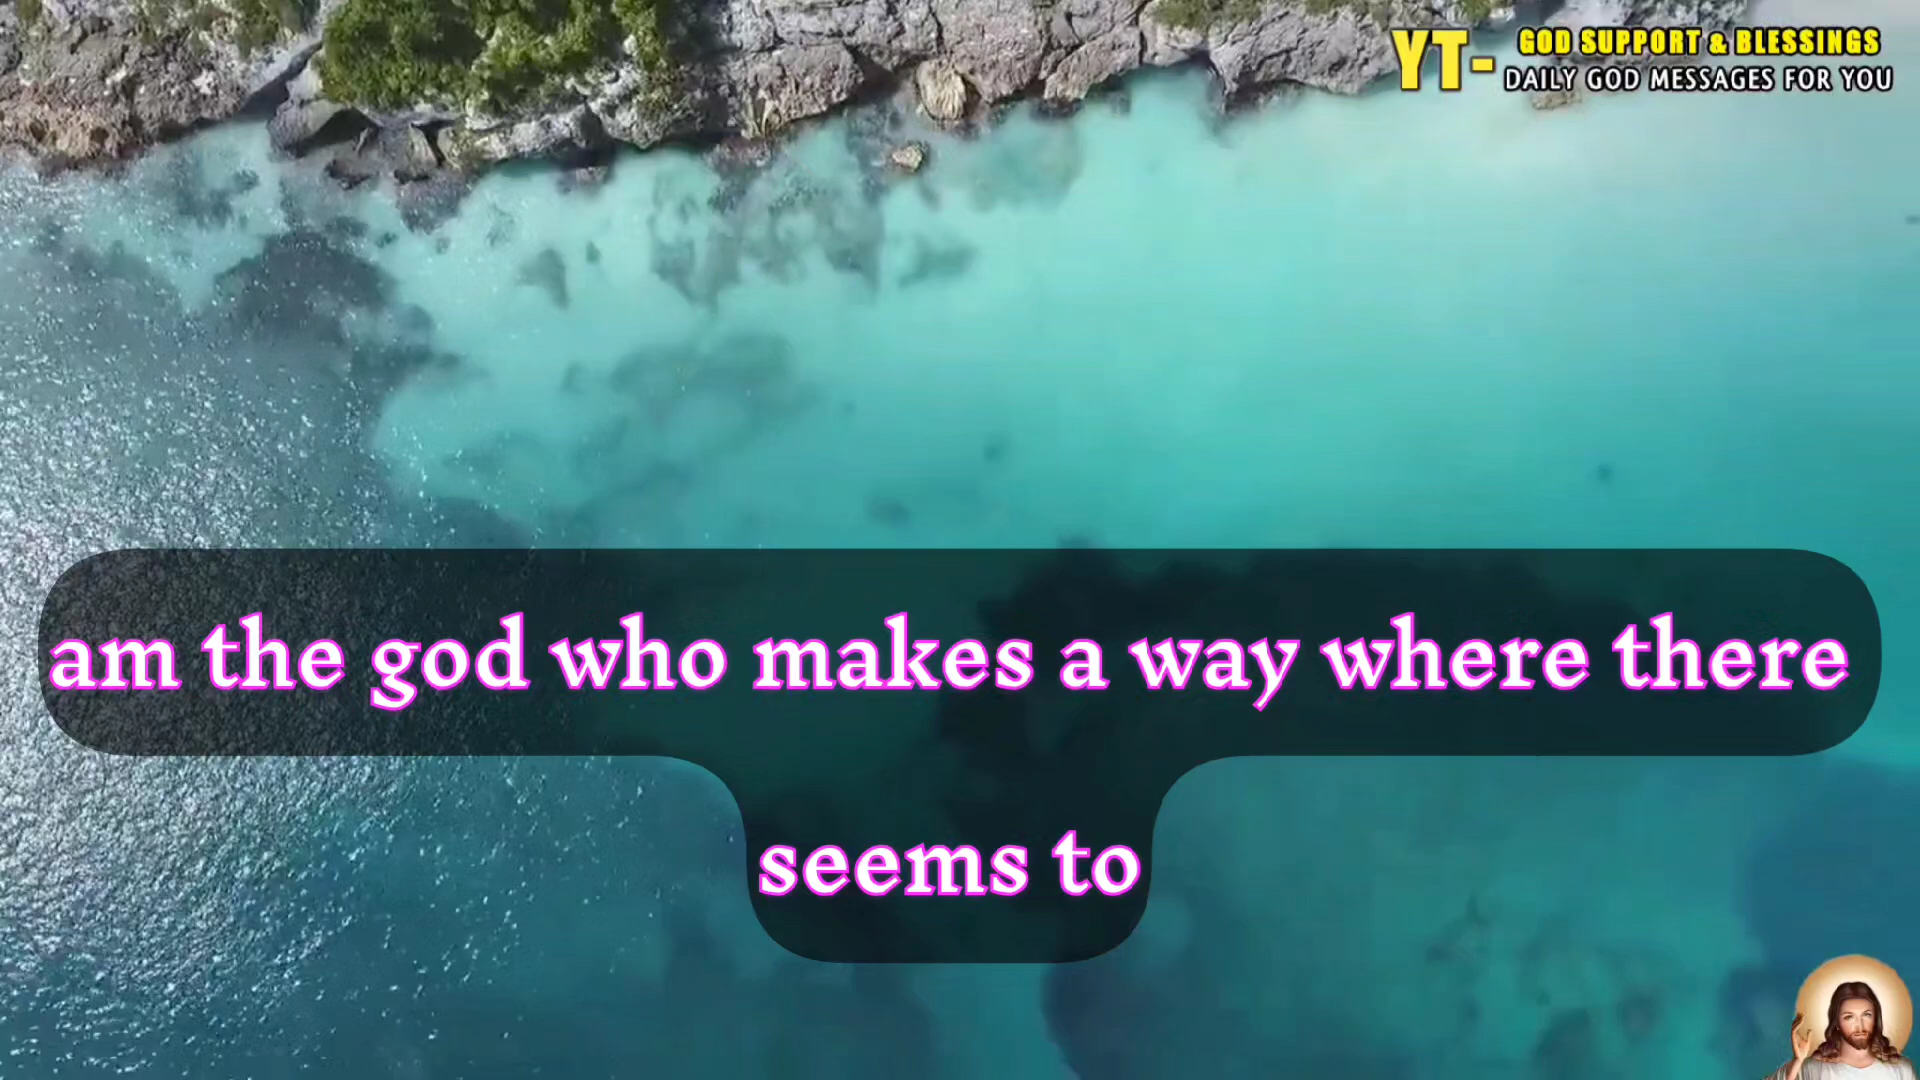 YT- GOD SUPPORT & BLESSINGS
DAILY GOD MESSAGES FOR YOU
am the god who makes a way where there
seems to